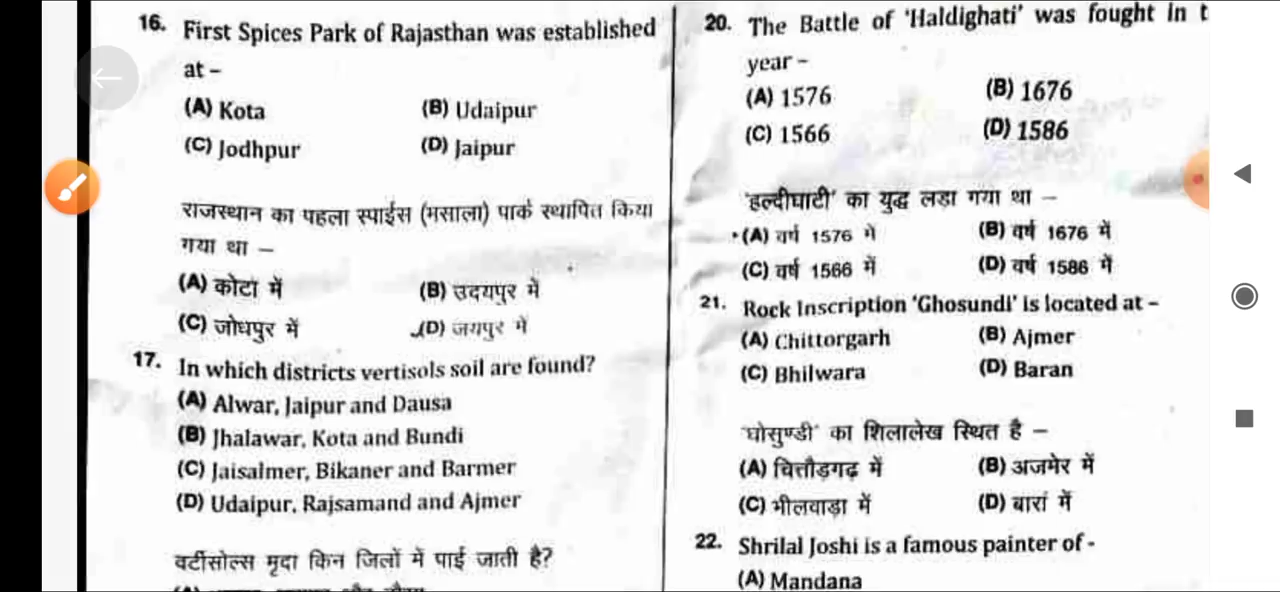 16. First Spices Park of Rajasthan was established
at –
(A) Kota (B) Udaipur
(C) Jodhpur (D) Jaipur
राजस्थान का पहला स्पाईस (मसाला) पार्क स्थापित किया
गया था –
(A) कोटा में (B) उदयपुर में
(C) जोधपुर में (D) जयपुर में
17. In which districts vertisols soil are found?
(A) Alwar, Jaipur and Dausa
(B) Jhalawar, Kota and Bundi
(C) Jaisalmer, Bikaner and Barmer
(D) Udaipur, Rajsamand and Ajmer
वर्टीसोल्स मृदा किन जिलों में पाई जाती है?
20. The Battle of 'Haldighati' was fought in t
year –
(A) 1576 (B) 1676
(C) 1566 (D) 1586
'हल्दीघाटी' का युद्ध लड़ा गया था –
(A) वर्ष 1576 में (B) वर्ष 1676 में
(C) वर्ष 1566 में (D) वर्ष 1586 में
21. Rock Inscription 'Ghosundi' is located at –
(A) Chittorgarh (B) Ajmer
(C) Bhilwara (D) Baran
'घोसुण्डी' का शिलालेख स्थित है –
(A) चित्तौड़गढ़ में (B) अजमेर में
(C) भीलवाड़ा में (D) बारां में
22. Shrilal Joshi is a famous painter of -
(A) Mandana